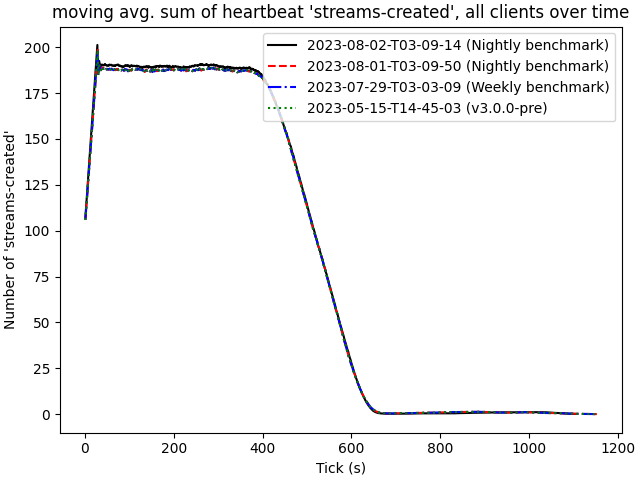 moving avg. sum of heartbeat 'streams-created', all clients over time
2023-08-02-T03-09-14 (Nightly benchmark)
2023-08-01-T03-09-50 (Nightly benchmark)
2023-07-29-T03-03-09 (Weekly benchmark)
2023-05-15-T14-45-03 (v3.0.0-pre)
Number of 'streams-created'
200
175
150
125
100
75
50
25
0
0
200
400
600
800
1000
1200
Tick (s)